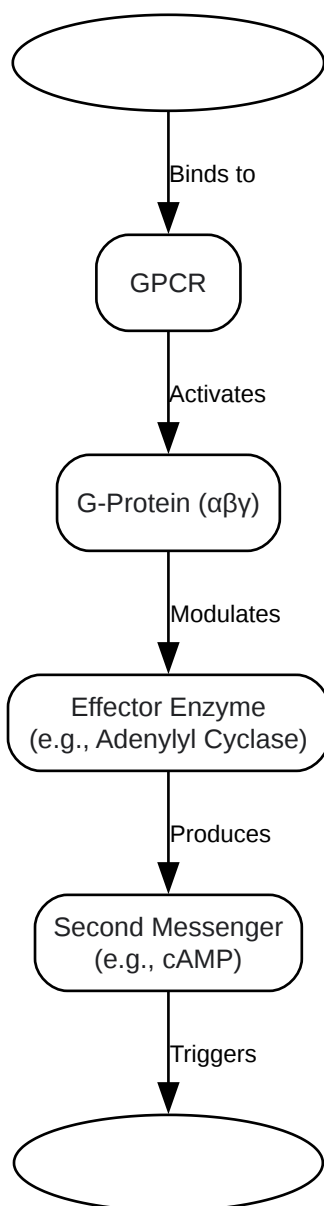 Binds to
GPCR
Activates
G-Protein (αβγ)
Modulates
Effector Enzyme
(e.g., Adenylyl Cyclase)
Produces
Second Messenger
(e.g., cAMP)
Triggers